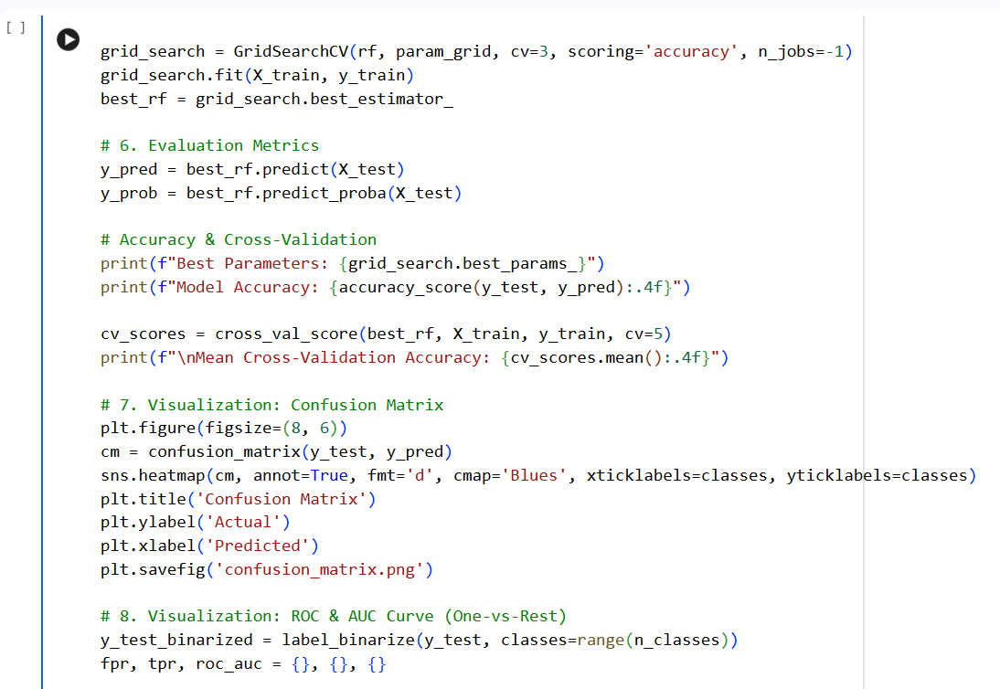 [ ]
grid_search = GridSearchCV(rf, param_grid, cv=3, scoring='accuracy', n_jobs=-1)
grid_search.fit(X_train, y_train)
best_rf = grid_search.best_estimator_
# 6. Evaluation Metrics
y_pred = best_rf.predict(X_test)
y_prob = best_rf.predict_proba(X_test)
# Accuracy & Cross-Validation
print(f"Best Parameters: {grid_search.best_params_}")
print(f"Model Accuracy: {accuracy_score(y_test, y_pred):.4f}")
cv_scores = cross_val_score(best_rf, X_train, y_train, cv=5)
print(f"\nMean Cross-Validation Accuracy: {cv_scores.mean():.4f}")
# 7. Visualization: Confusion Matrix
plt.figure(figsize=(8, 6))
cm = confusion_matrix(y_test, y_pred)
sns.heatmap(cm, annot=True, fmt='d', cmap='Blues', xticklabels=classes, yticklabels=classes)
plt.title('Confusion Matrix')
plt.ylabel('Actual')
plt.xlabel('Predicted')
plt.savefig('confusion_matrix.png')
# 8. Visualization: ROC & AUC Curve (One-vs-Rest)
y_test_binarized = label_binarize(y_test, classes=range(n_classes))
fpr, tpr, roc_auc = {}, {}, {}